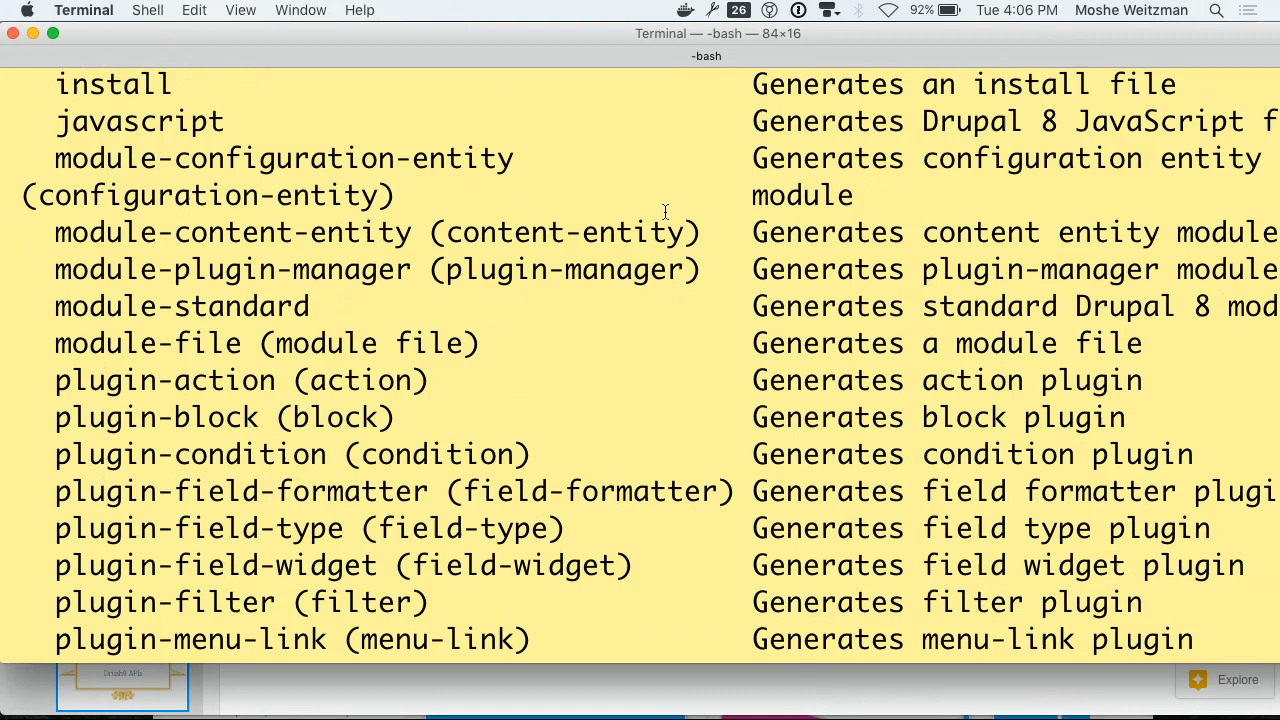 Terminal Shell Edit View Window Help 26 92% Tue 4:06 PM Moshe Weitzman
Terminal — -bash — 84×16
-bash
install Generates an install file
javascript Generates Drupal 8 JavaScript f
module-configuration-entity Generates configuration entity
(configuration-entity) module
module-content-entity (content-entity) Generates content entity module
module-plugin-manager (plugin-manager) Generates plugin-manager module
module-standard Generates standard Drupal 8 mod
module-file (module file) Generates a module file
plugin-action (action) Generates action plugin
plugin-block (block) Generates block plugin
plugin-condition (condition) Generates condition plugin
plugin-field-formatter (field-formatter) Generates field formatter plugi
plugin-field-type (field-type) Generates field type plugin
plugin-field-widget (field-widget) Generates field widget plugin
plugin-filter (filter) Generates filter plugin
plugin-menu-link (menu-link) Generates menu-link plugin
Drush9 APIs
Explore